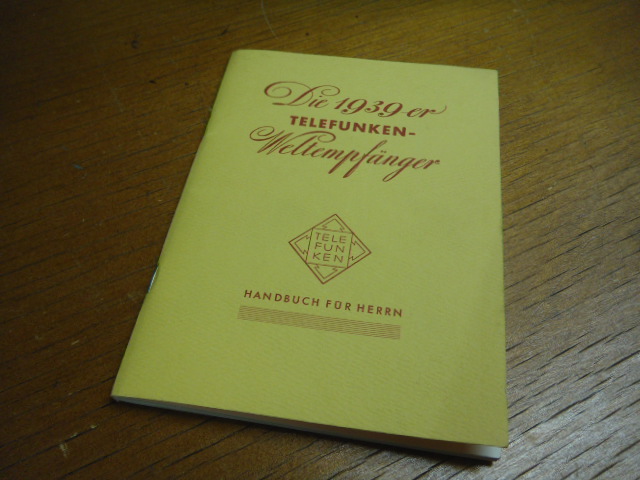 Die 1939-er
TELEFUNKEN-
Weltempfänger
TELE
FUN
KEN
HANDBUCH FÜR HERRN